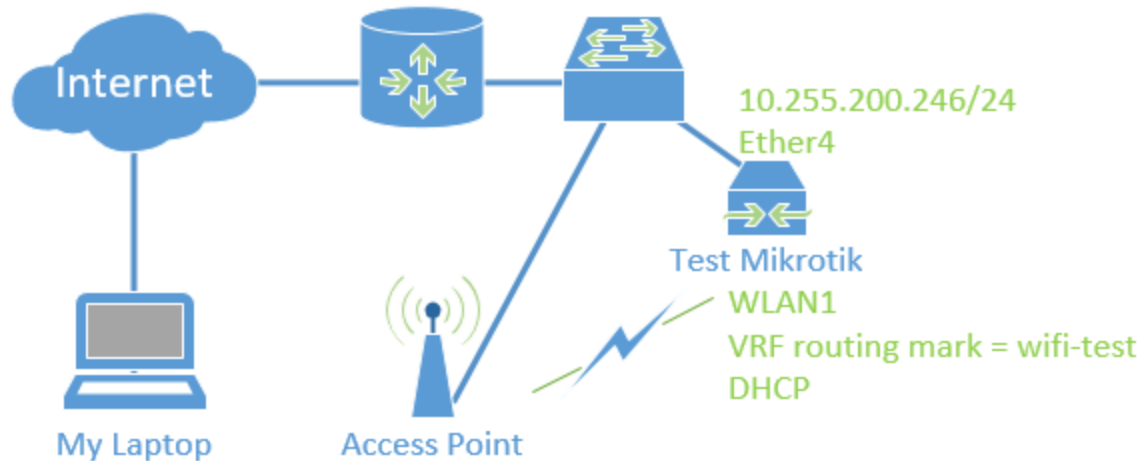 Internet
10.255.200.246/24
Ether4
Test Mikrotik
WLAN1
VRF routing mark = wifi-test
DHCP
My Laptop
Access Point